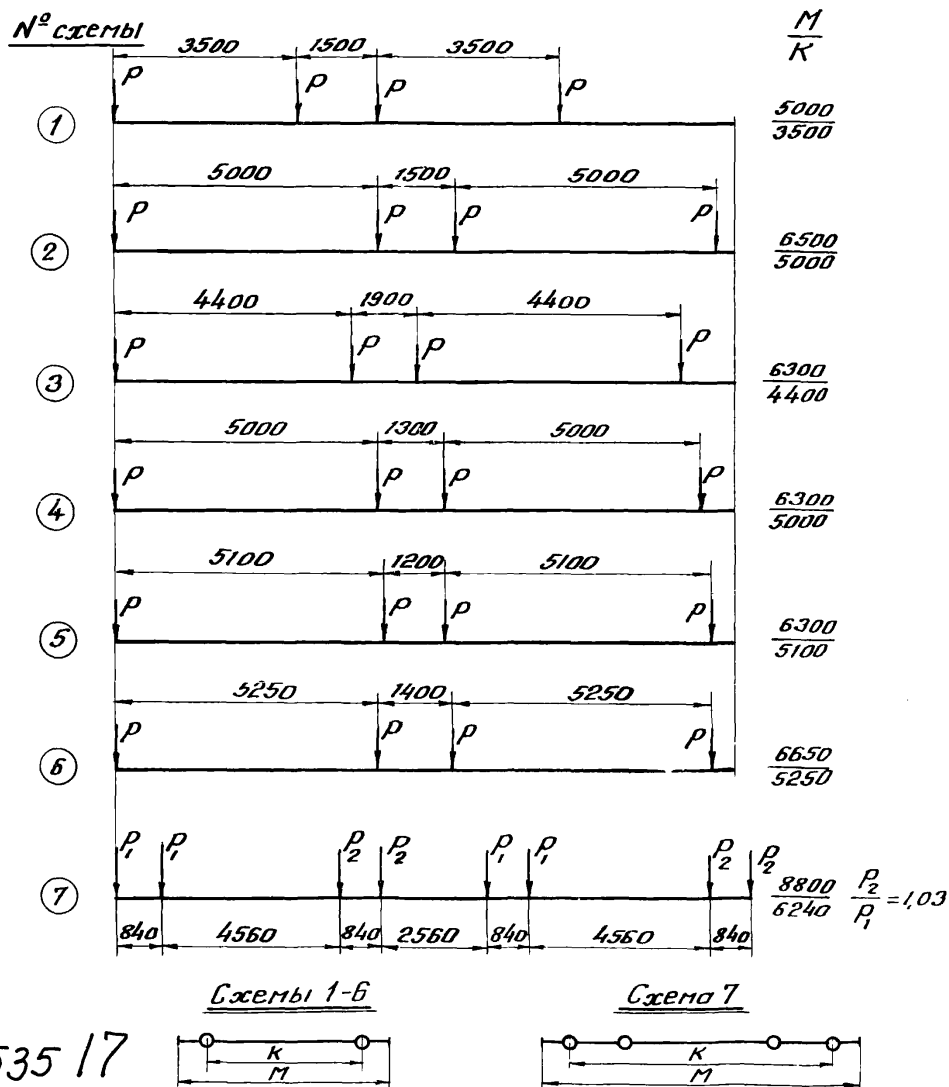 № схемы
M
K
3500 1500 3500
P P P P
1 5000
3500
5000 1500 5000
P P P P
2 6500
5000
4400 1900 4400
P P P P
3 6300
4400
5000 1300 5000
P P P P
4 6300
5000
5100 1200 5100
P P P P
5 6300
5100
5250 1400 5250
P P P P
6 6650
5250
P1 P1 P2 P2 P1 P1 P2 P2
7 8800
6240
P2
P1 = 1,03
840 4560 840 2560 840 4560 840
Схемы 1-6 Схема 7
535 17
K K
M M